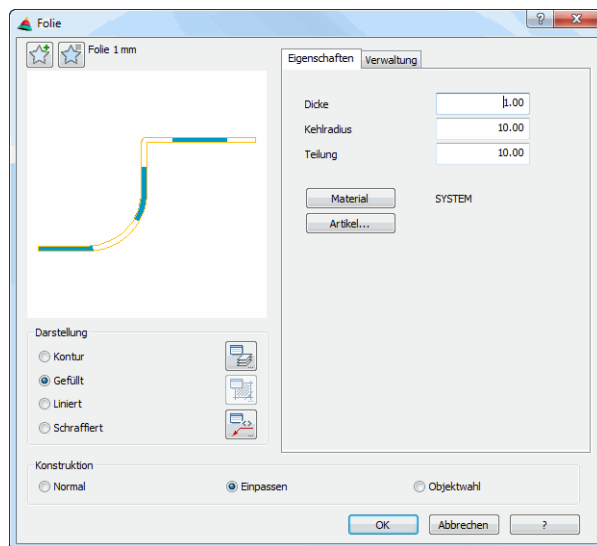 Folie
Folie 1 mm
Eigenschaften
Verwaltung
Dicke
1.00
Kehlradius
10.00
Teilung
10.00
Material
SYSTEM
Artikel...
Darstellung
Kontur
Gefüllt
Liniert
Schraffiert
Konstruktion
Normal
Einpassen
Objektwahl
OK
Abbrechen
?